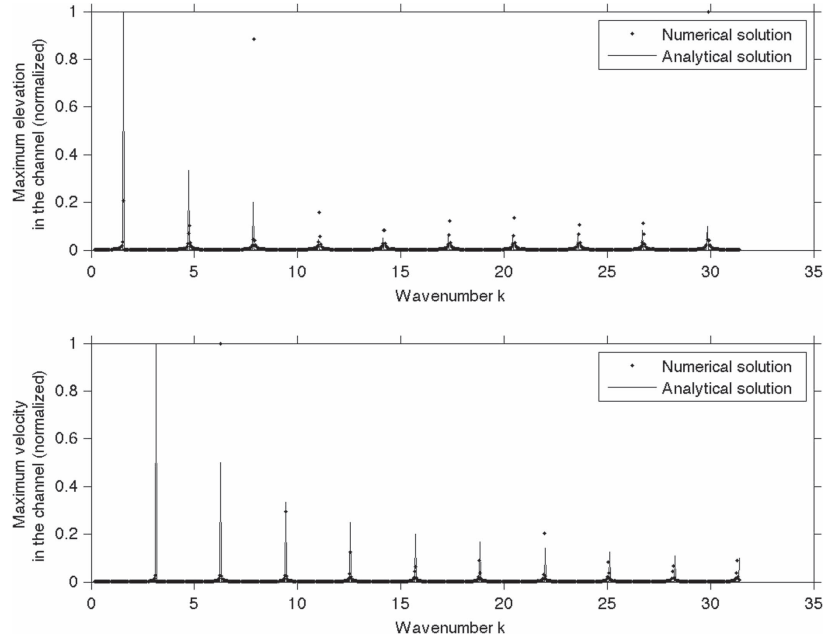 Maximum elevation
in the channel (normalized)
1
0.8
0.6
0.4
0.2
0
Numerical solution
Analytical solution
0 5 10 15 20 25 30 35
Wavenumber k
Maximum velocity
in the channel (normalized)
1
0.8
0.6
0.4
0.2
0
Numerical solution
Analytical solution
0 5 10 15 20 25 30 35
Wavenumber k